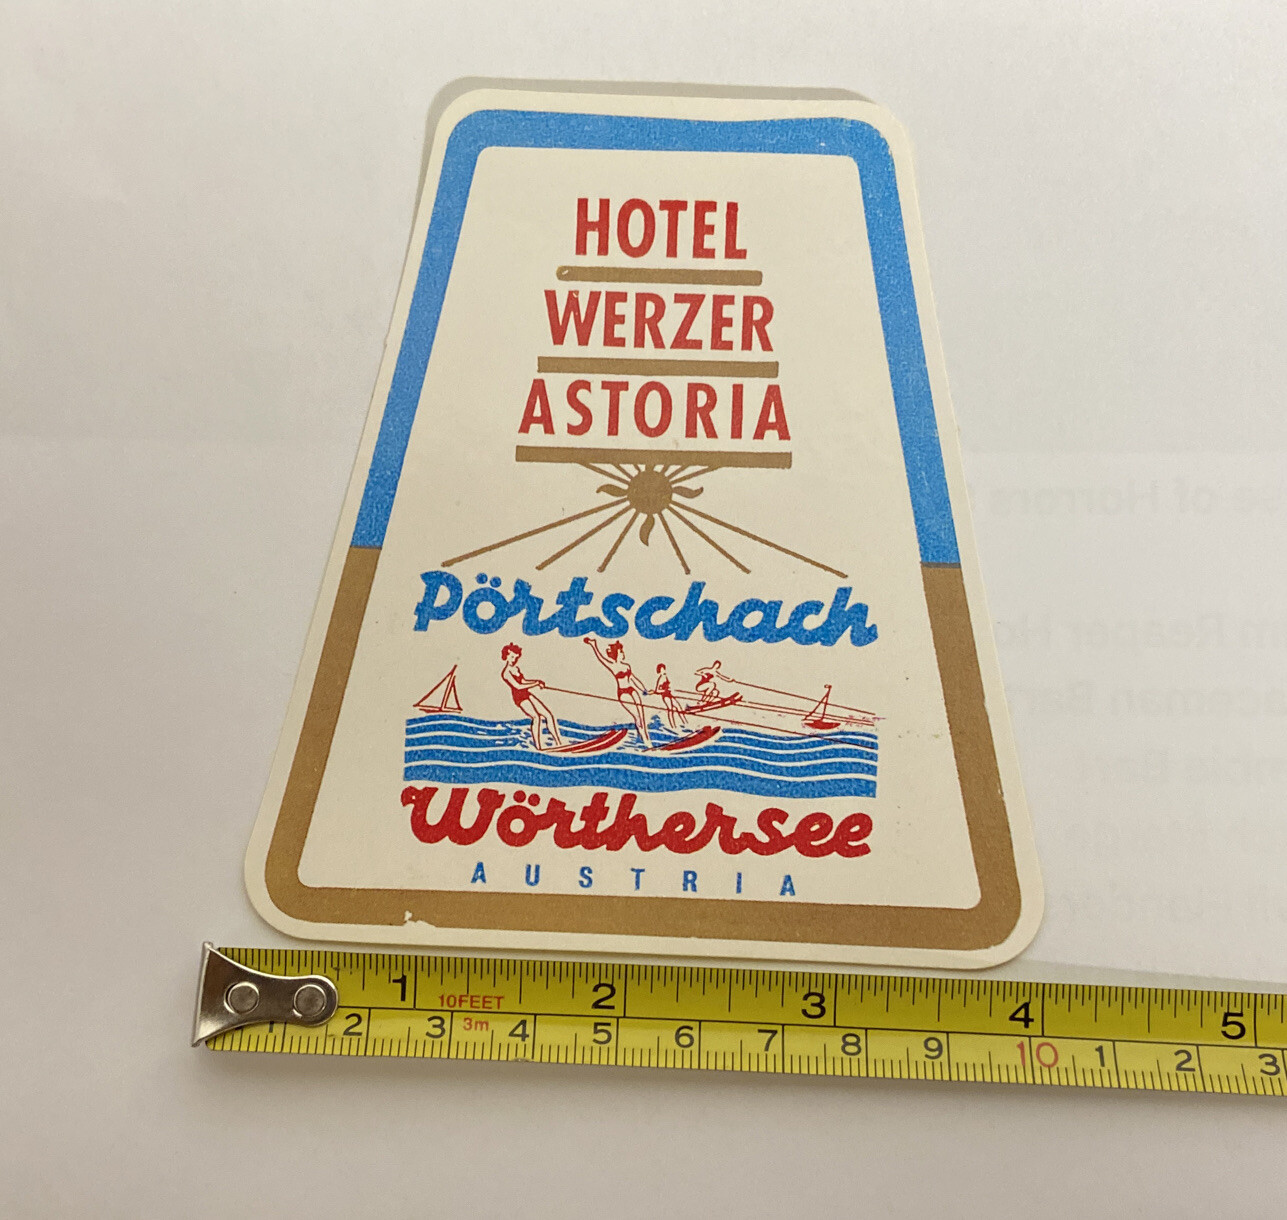 HOTEL
WERZER
ASTORIA
Pörtschach
Wörthersee
AUSTRIA
1 2 3 4 5
10FEET
3m
1 2 3 4 5 6 7 8 9 10 1 2 3